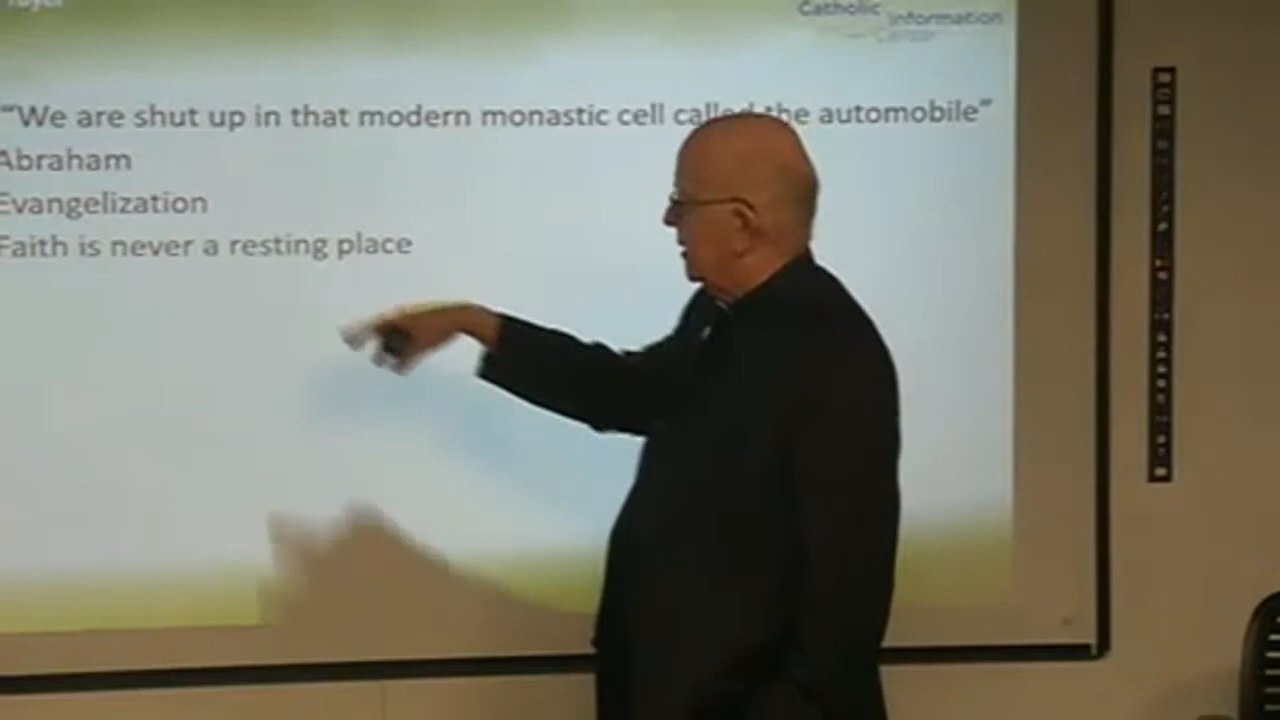 Catholic Information
Center
"We are shut up in that modern monastic cell called the automobile"
Abraham
Evangelization
Faith is never a resting place